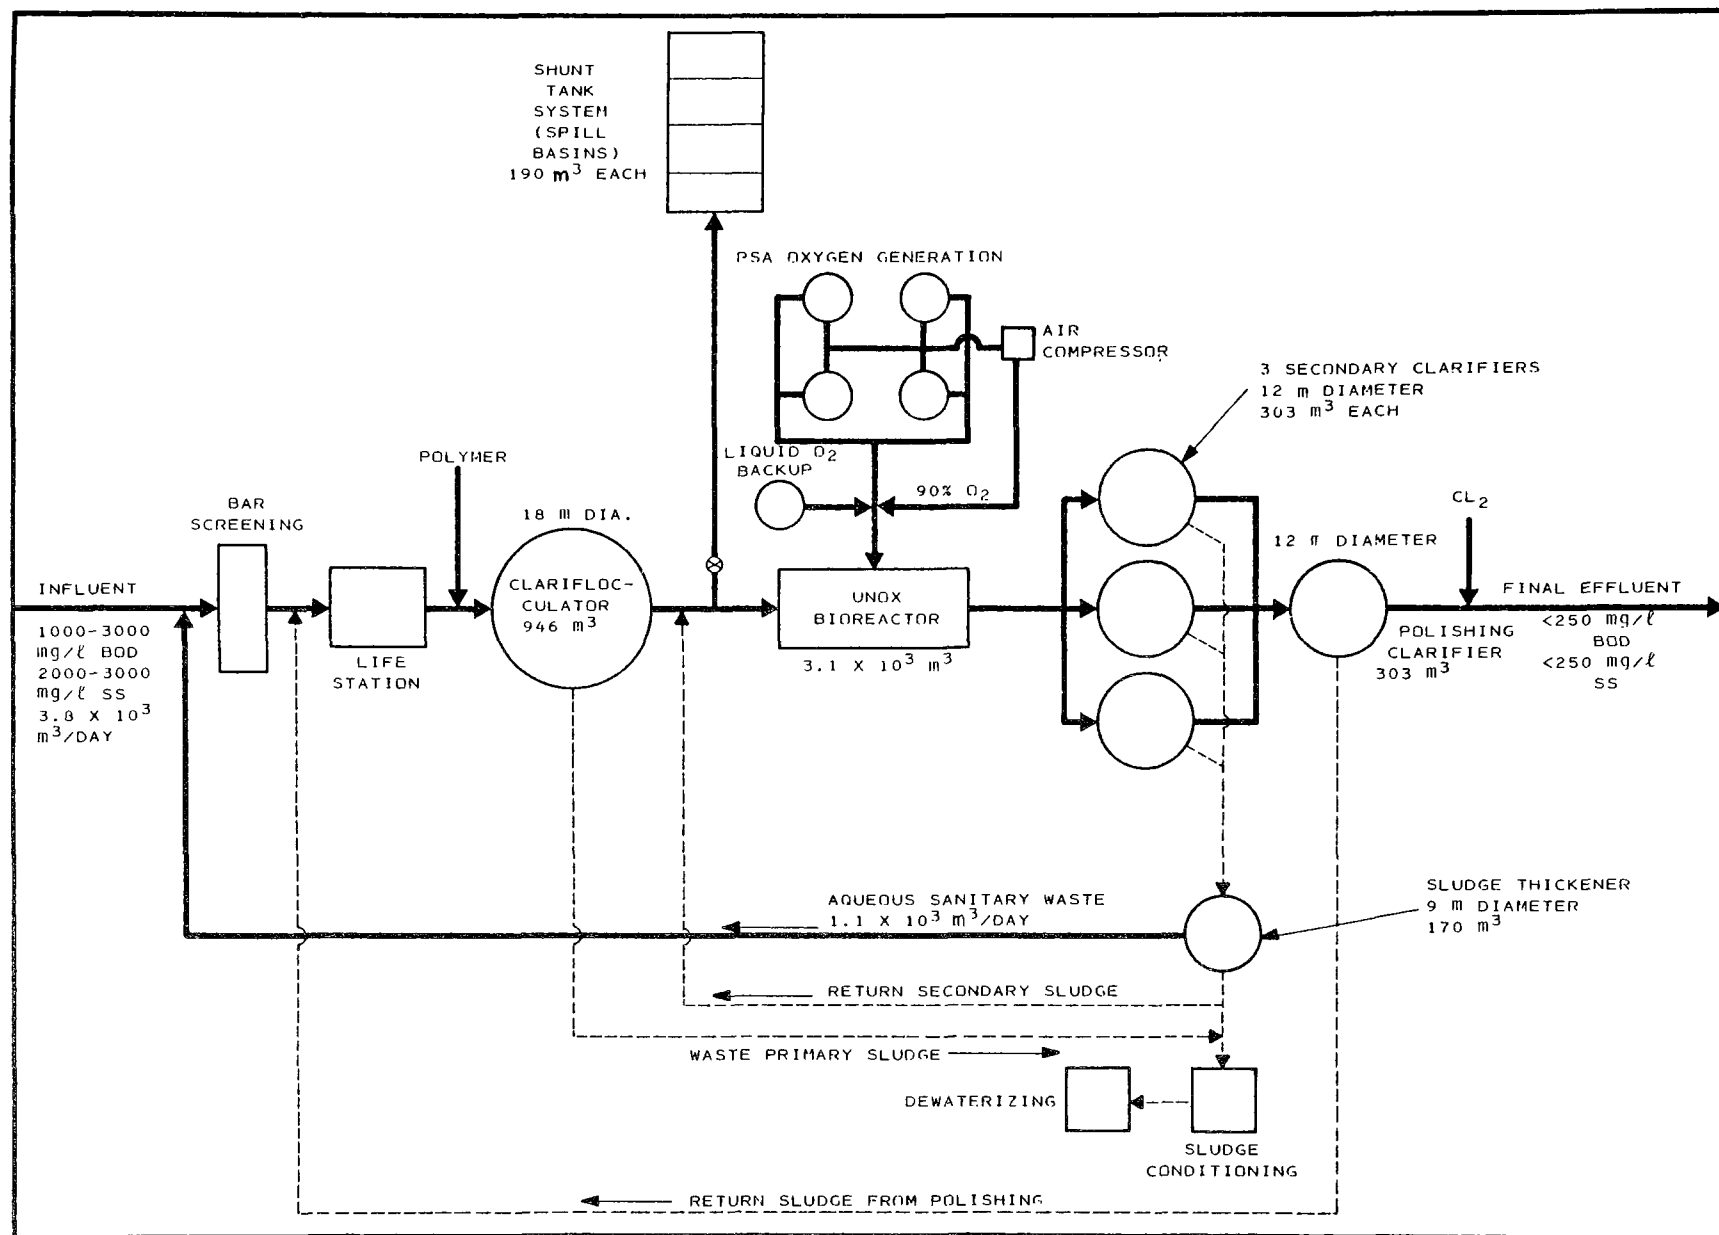 SHUNT
TANK
SYSTEM
(SPILL
BASINS)
190 m³ EACH
PSA OXYGEN GENERATION
AIR
COMPRESSOR
3 SECONDARY CLARIFIERS
12 m DIAMETER
303 m³ EACH
LIQUID O₂
BACKUP
90% O₂
POLYMER
BAR
SCREENING
18 m DIA.
CL₂
12 m DIAMETER
INFLUENT
1000-3000
mg/ℓ BOD
2000-3000
mg/ℓ SS
3.8 X 10³
m³/DAY
LIFE
STATION
CLARIFLOC-
CULATOR
946 m³
UNOX
BIOREACTOR
3.1 X 10³ m³
POLISHING
CLARIFIER
303 m³
FINAL EFFLUENT
<250 mg/ℓ
BOD
<250 mg/ℓ
SS
AQUEOUS SANITARY WASTE
1.1 X 10³ m³/DAY
SLUDGE THICKENER
9 m DIAMETER
170 m³
RETURN SECONDARY SLUDGE
WASTE PRIMARY SLUDGE
DEWATERIZING
SLUDGE
CONDITIONING
RETURN SLUDGE FROM POLISHING